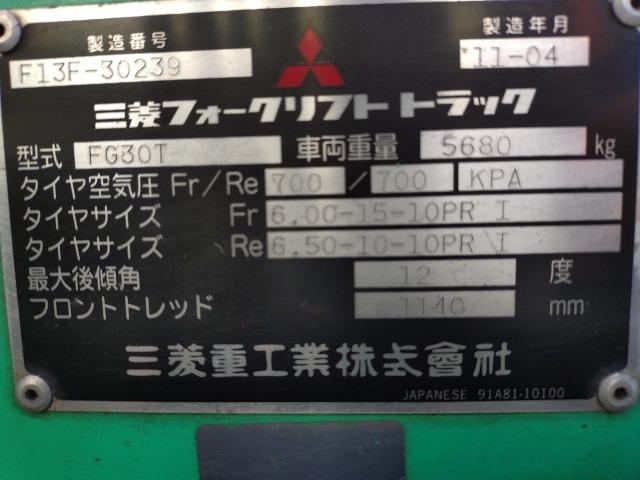 製造番号 製造年月
F13F-30239 11-04
三菱フォークリフト トラック
型式 FG30T 車両重量 5680 kg
タイヤ空気圧 Fr/Re 700 / 700 KPA
タイヤサイズ Fr 6.00-15-10PR I
タイヤサイズ Re 6.50-10-10PR I
最大後傾角 12 度
フロントトレッド 1140 mm
三菱重工業株式會社
JAPANESE 91A81-10100